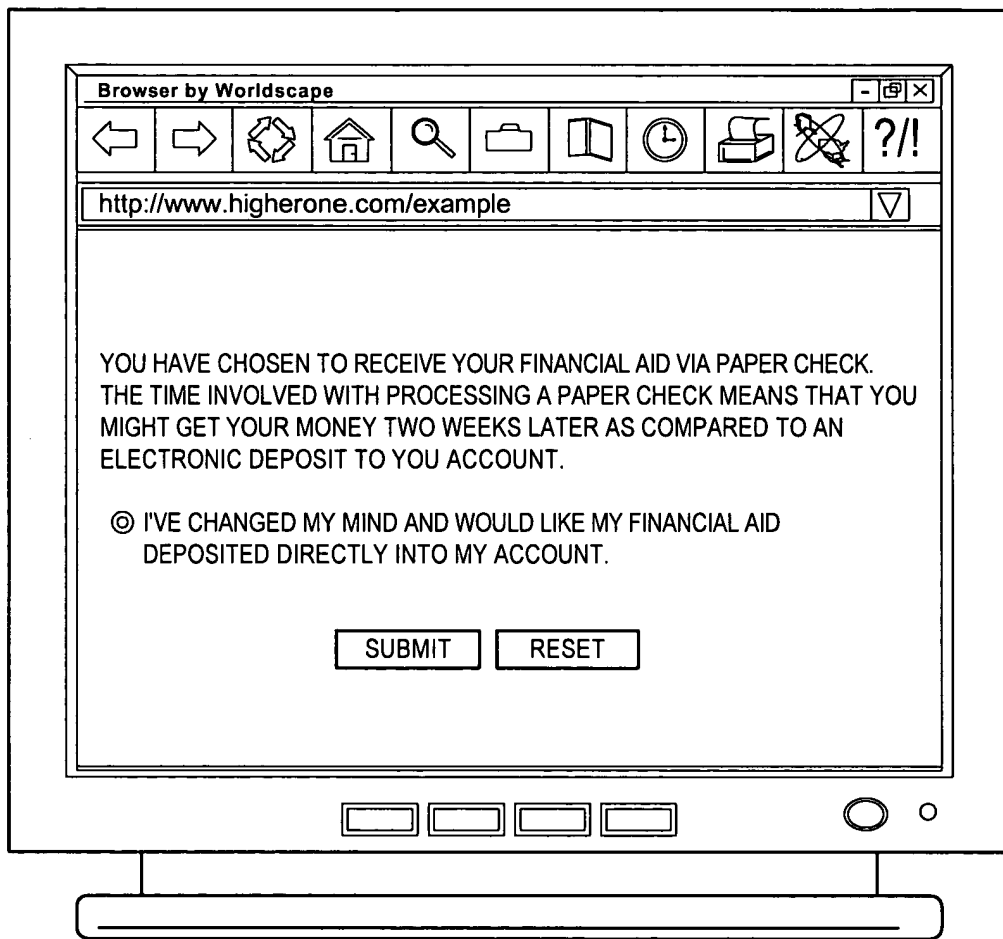 Browser by Worldscape
?/!
http://www.higherone.com/example
YOU HAVE CHOSEN TO RECEIVE YOUR FINANCIAL AID VIA PAPER CHECK.
THE TIME INVOLVED WITH PROCESSING A PAPER CHECK MEANS THAT YOU
MIGHT GET YOUR MONEY TWO WEEKS LATER AS COMPARED TO AN
ELECTRONIC DEPOSIT TO YOU ACCOUNT.
I'VE CHANGED MY MIND AND WOULD LIKE MY FINANCIAL AID
DEPOSITED DIRECTLY INTO MY ACCOUNT.
SUBMIT RESET